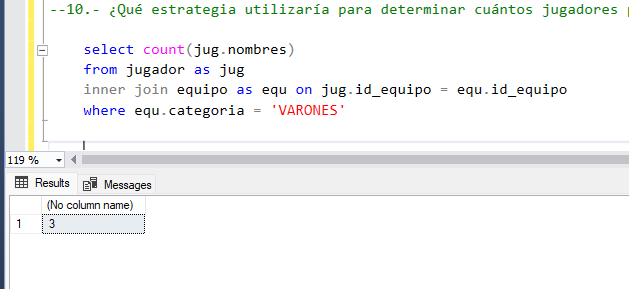 --10.- ¿Qué estrategia utilizaría para determinar cuántos jugadores
select count(jug.nombres)
from jugador as jug
inner join equipo as equ on jug.id_equipo = equ.id_equipo
where equ.categoria = 'VARONES'
119 %
Results Messages
(No column name)
1 3